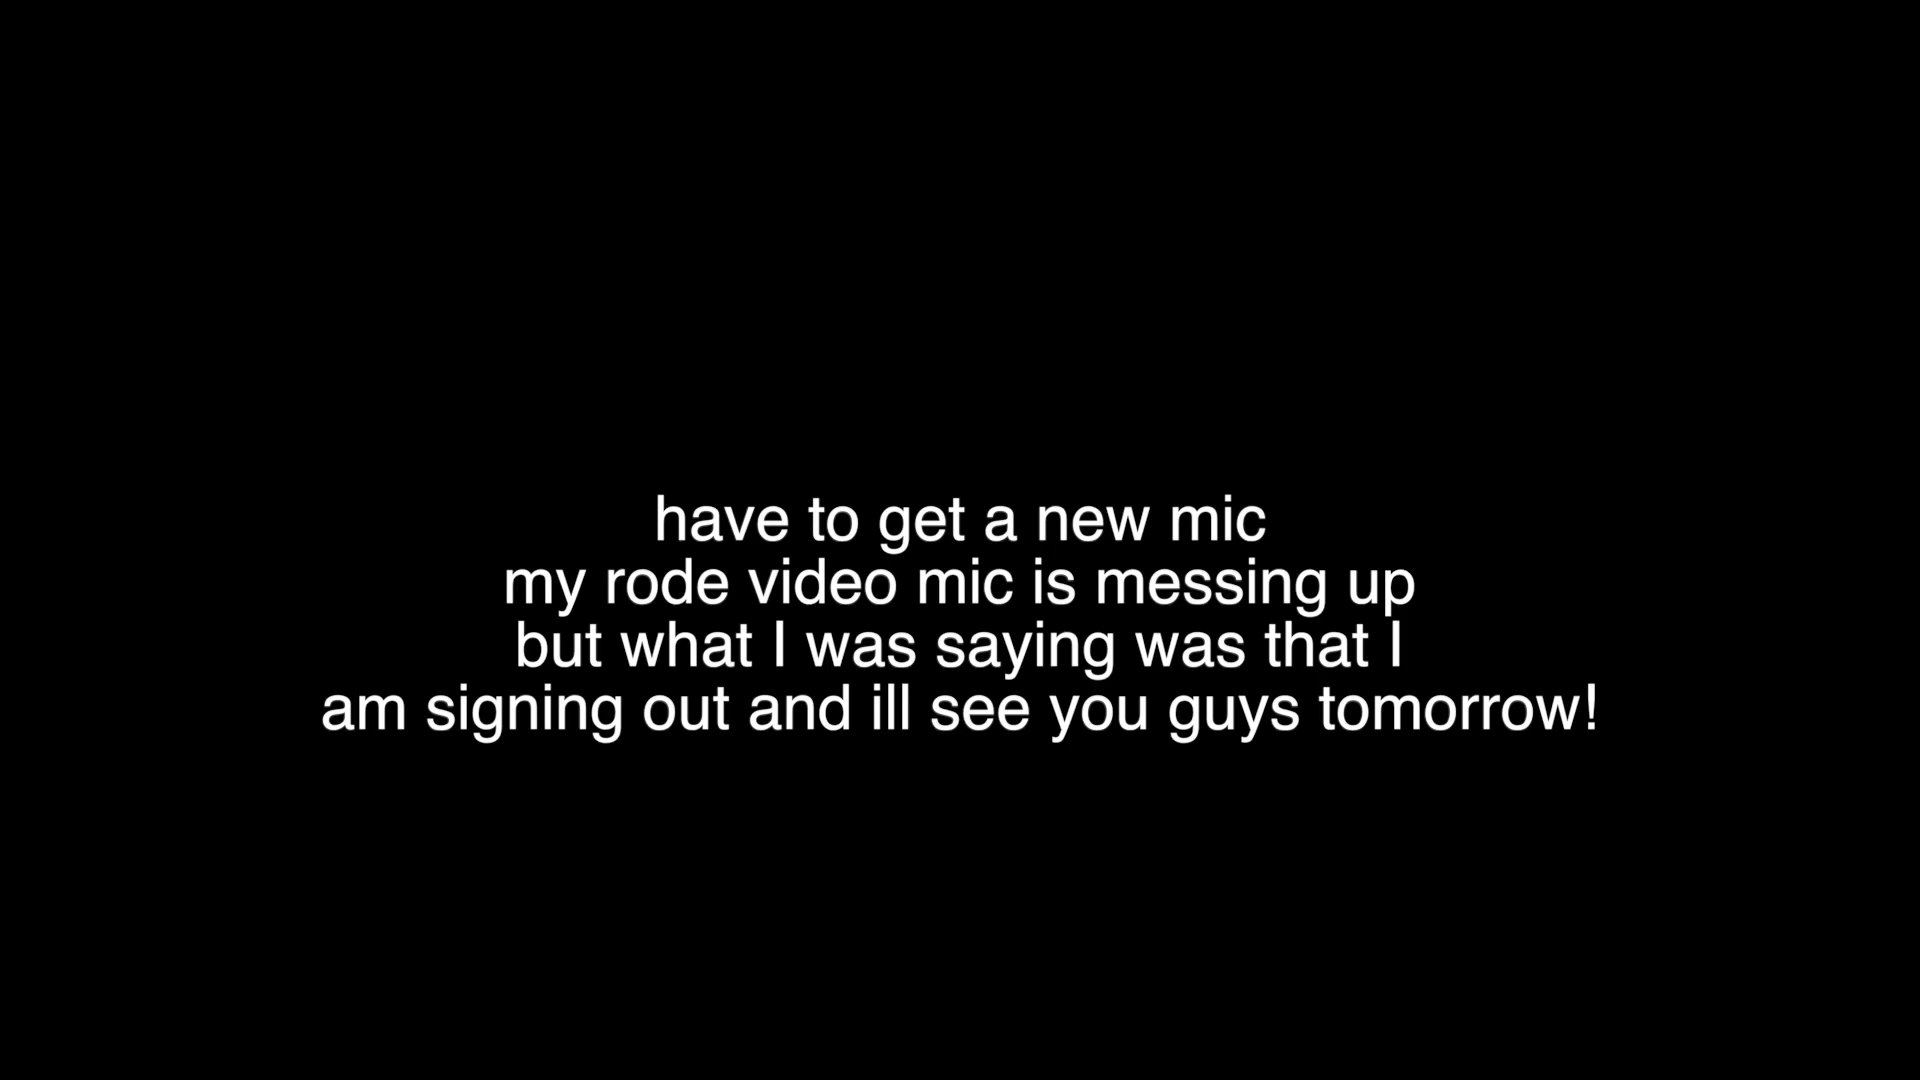 have to get a new mic
my rode video mic is messing up
but what I was saying was that I
am signing out and ill see you guys tomorrow!